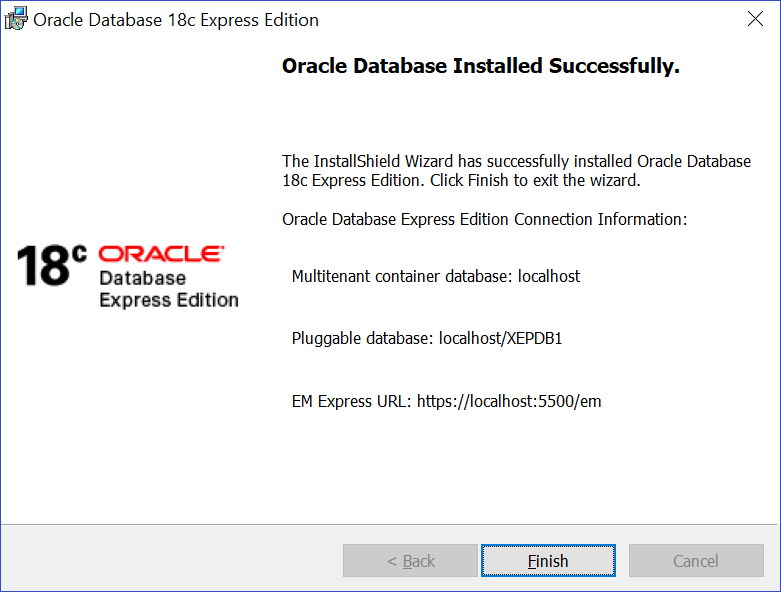 Oracle Database 18c Express Edition
Oracle Database Installed Successfully.
The InstallShield Wizard has successfully installed Oracle Database
18c Express Edition. Click Finish to exit the wizard.
Oracle Database Express Edition Connection Information:
18c ORACLE
Database
Express Edition
Multitenant container database: localhost
Pluggable database: localhost/XEPDB1
EM Express URL: https://localhost:5500/em
< Back
Finish
Cancel